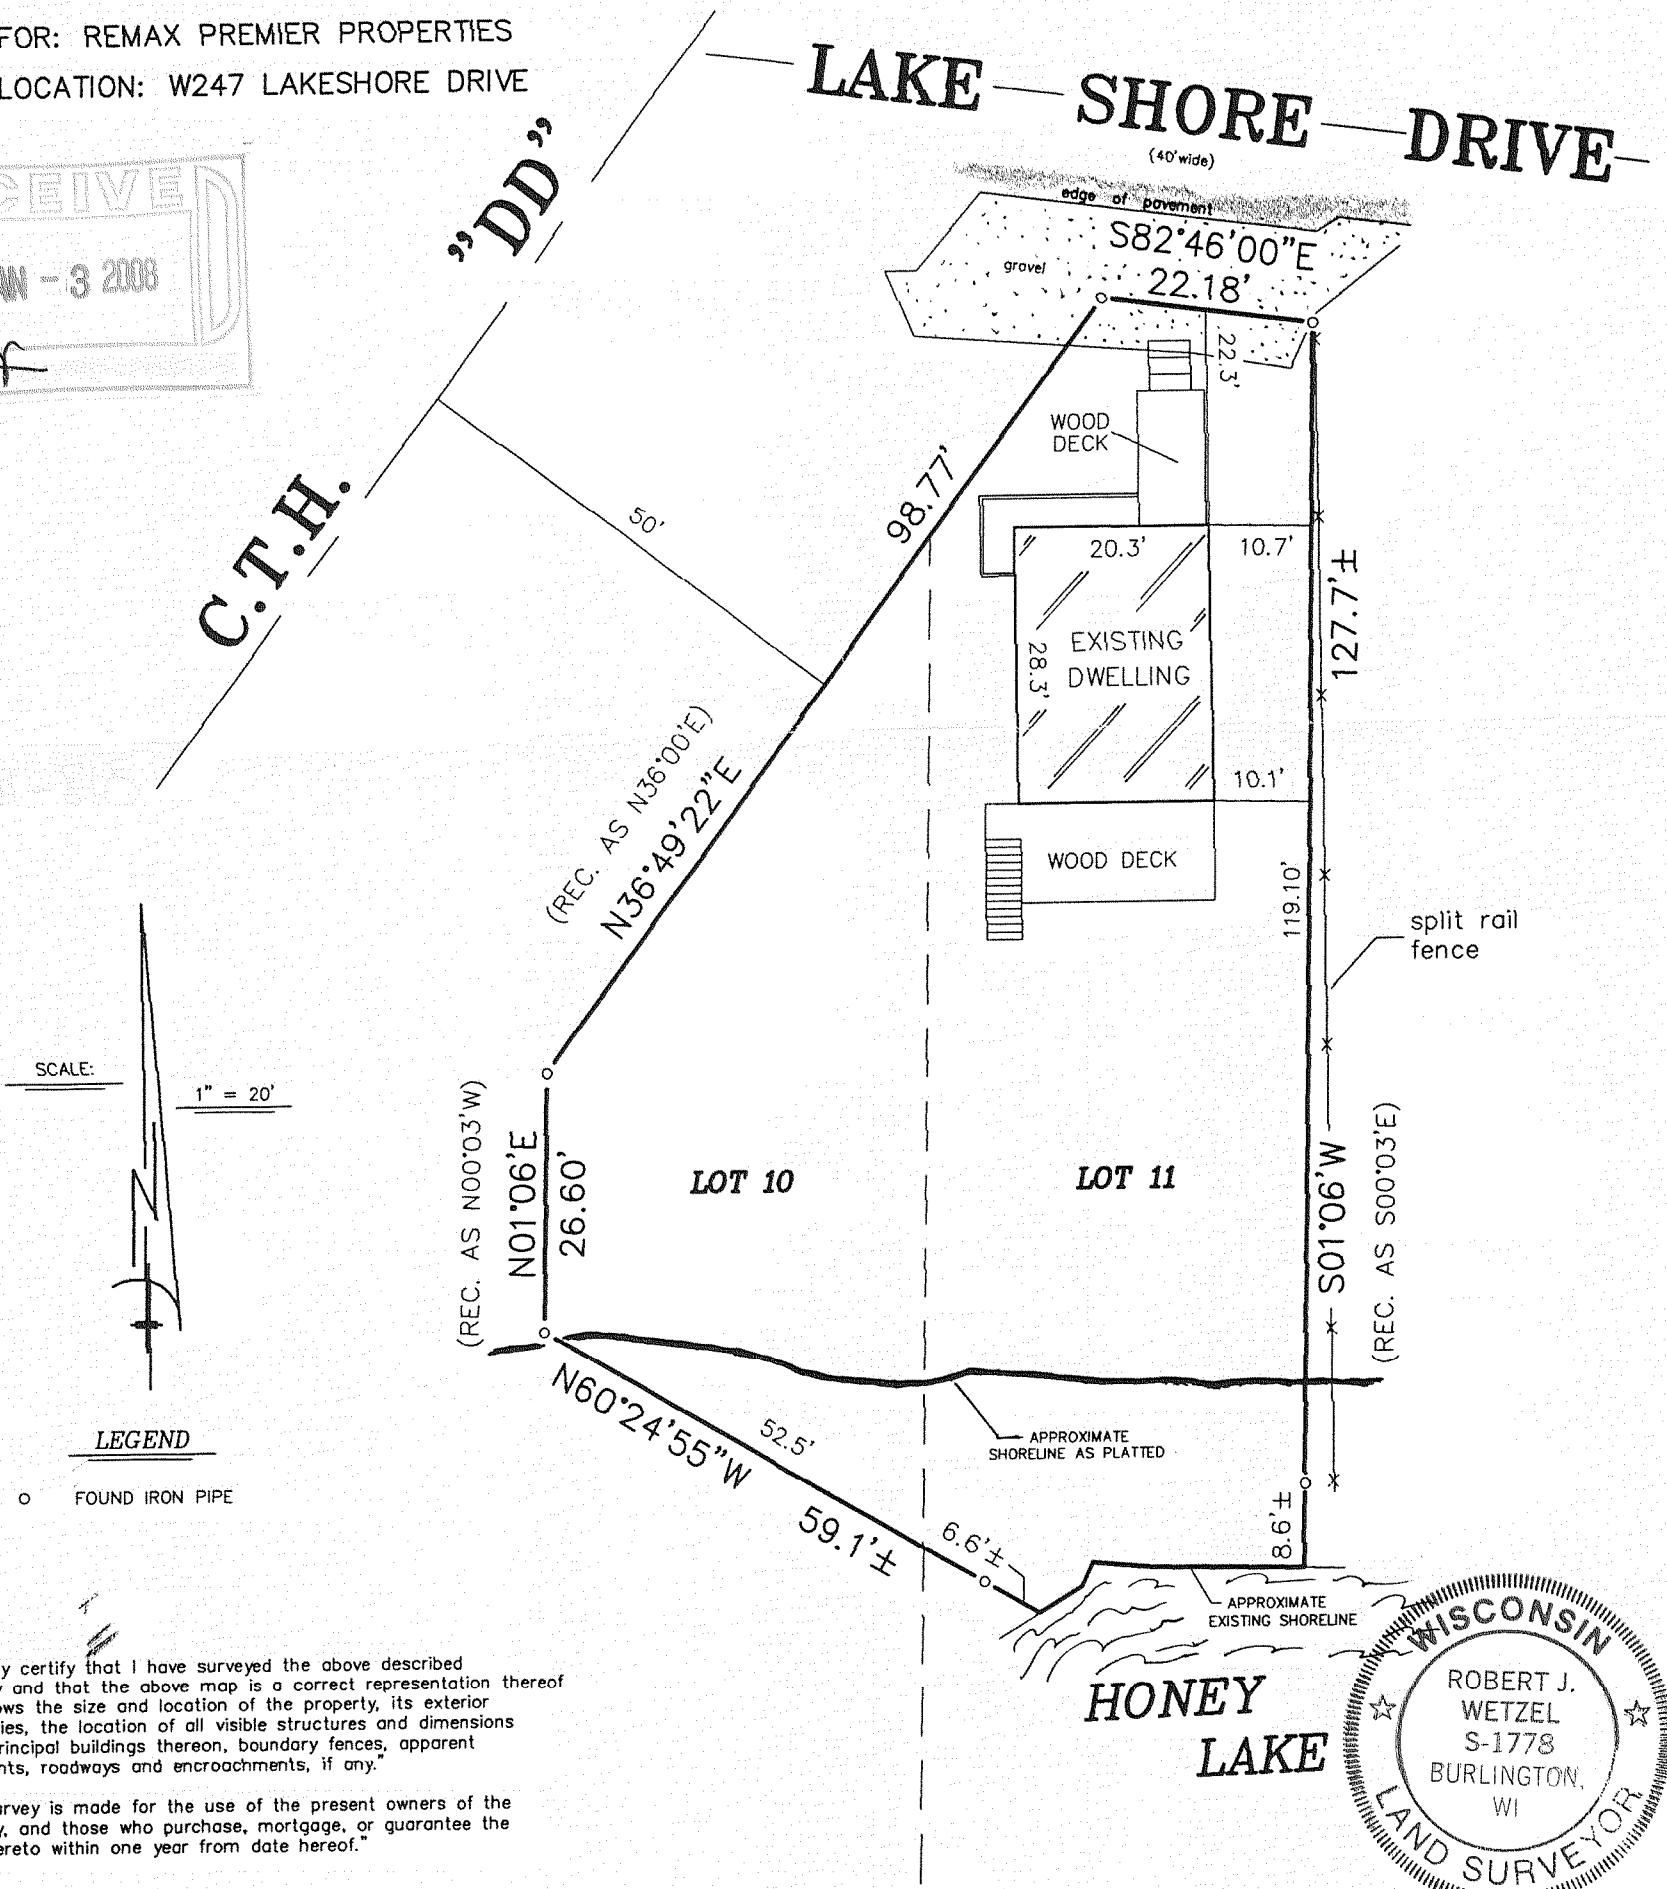 FOR: REMAX PREMIER PROPERTIES
LOCATION: W247 LAKESHORE DRIVE
CEIVE
- 3 2008
D
LAKE SHORE DRIVE
(40'wide)
edge of pavement
S82°46'00"E
22.18'
gravel
22.3'
C.T.H. "DD"
50'
98.77'
WOOD
DECK
20.3'
10.7'
127.7'±
EXISTING
DWELLING
28.3'
10.1'
WOOD DECK
119.10'
split rail
fence
(REC. AS N36°00'E)
N36°49'22"E
SCALE:
1" = 20'
N
(REC. AS N00°03'W)
N01°06'E
26.60'
LOT 10
LOT 11
S01°06'W
(REC. AS S00°03'E)
N60°24'55"W
52.5'
59.1'±
6.6'±
8.6'±
APPROXIMATE
SHORELINE AS PLATTED
APPROXIMATE
EXISTING SHORELINE
LEGEND
o FOUND IRON PIPE
HONEY
LAKE
WISCONSIN
ROBERT J.
WETZEL
S-1778
BURLINGTON,
WI
LAND SURVEYOR
y certify that I have surveyed the above described
and that the above map is a correct representation thereof
ows the size and location of the property, its exterior
ies, the location of all visible structures and dimensions
rincipal buildings thereon, boundary fences, apparent
nts, roadways and encroachments, if any."
urvey is made for the use of the present owners of the
y, and those who purchase, mortgage, or guarantee the
ereto within one year from date hereof."